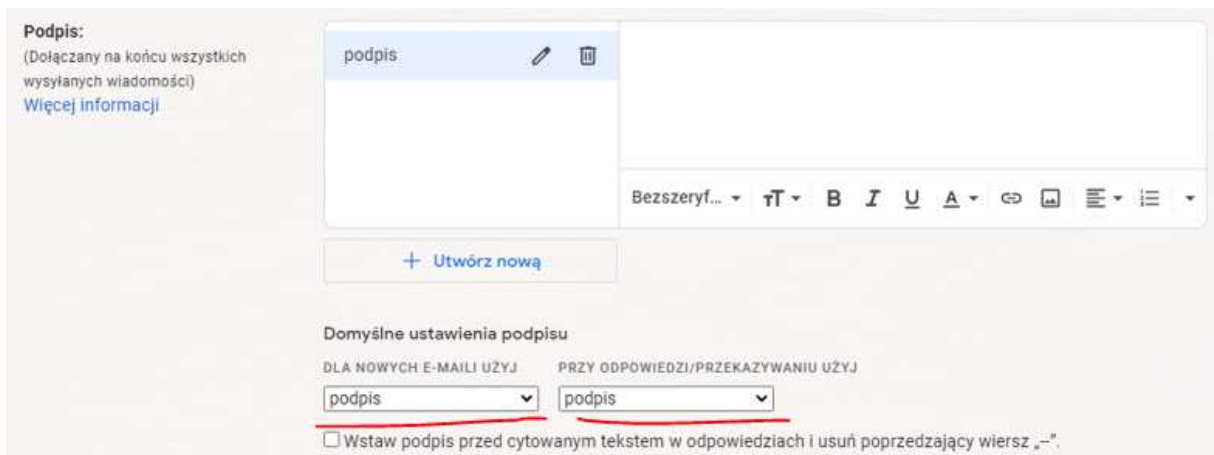 Podpis:
(Dołączany na końcu wszystkich
wysyłanych wiadomości)
Więcej informacji
podpis
Bezszeryf...
тT B I U A
+ Utwórz nową
Domyślne ustawienia podpisu
DLA NOWYCH E-MAILI UŻYJ
PRZY ODPOWIEDZI/PRZEKAZYWANIU UŻYJ
podpis
podpis
Wstaw podpis przed cytowanym tekstem w odpowiedziach i usuń poprzedzający wiersz „--”.